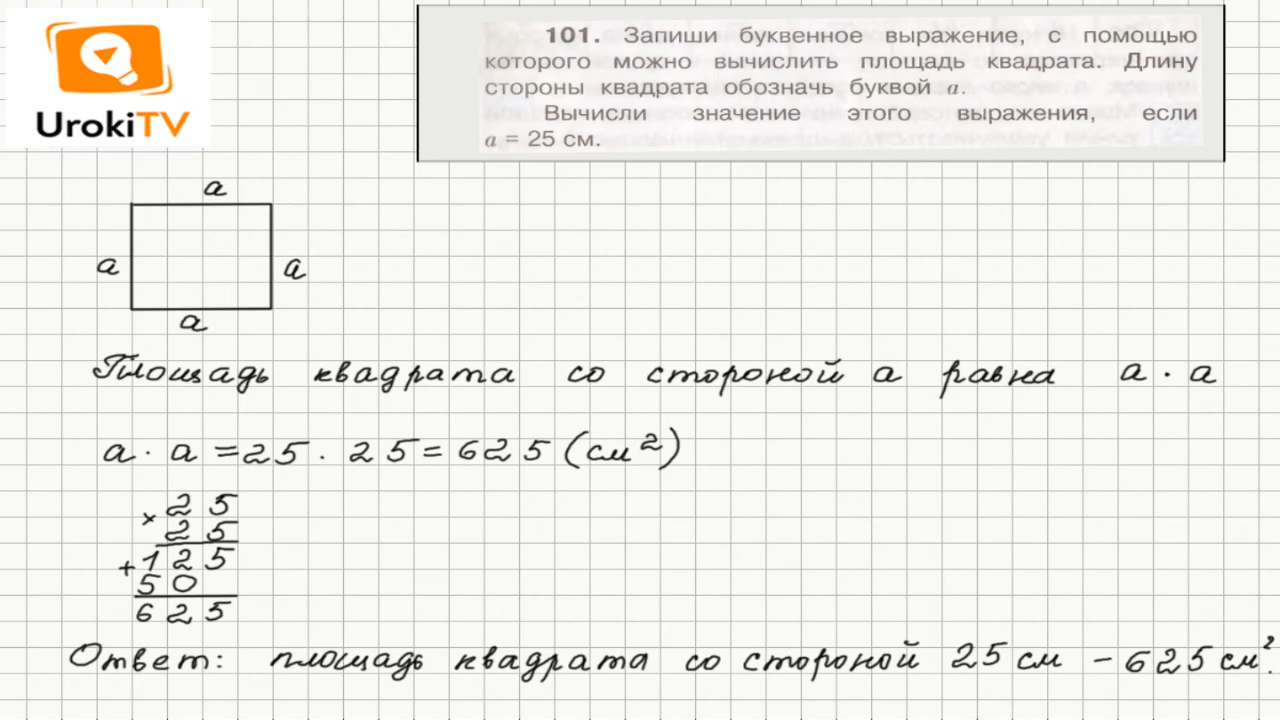 UrokiTV
101. Запиши буквенное выражение, с помощью
которого можно вычислить площадь квадрата. Длину
стороны квадрата обозначь буквой a.
Вычисли значение этого выражения, если
a = 25 см.
a
a
a
a
Площадь квадрата со стороной a равна a · a
a · a = 25 · 25 = 625 (см²)
× 25
25
+ 125
50
625
Ответ: площадь квадрата со стороной 25 см – 625 см².